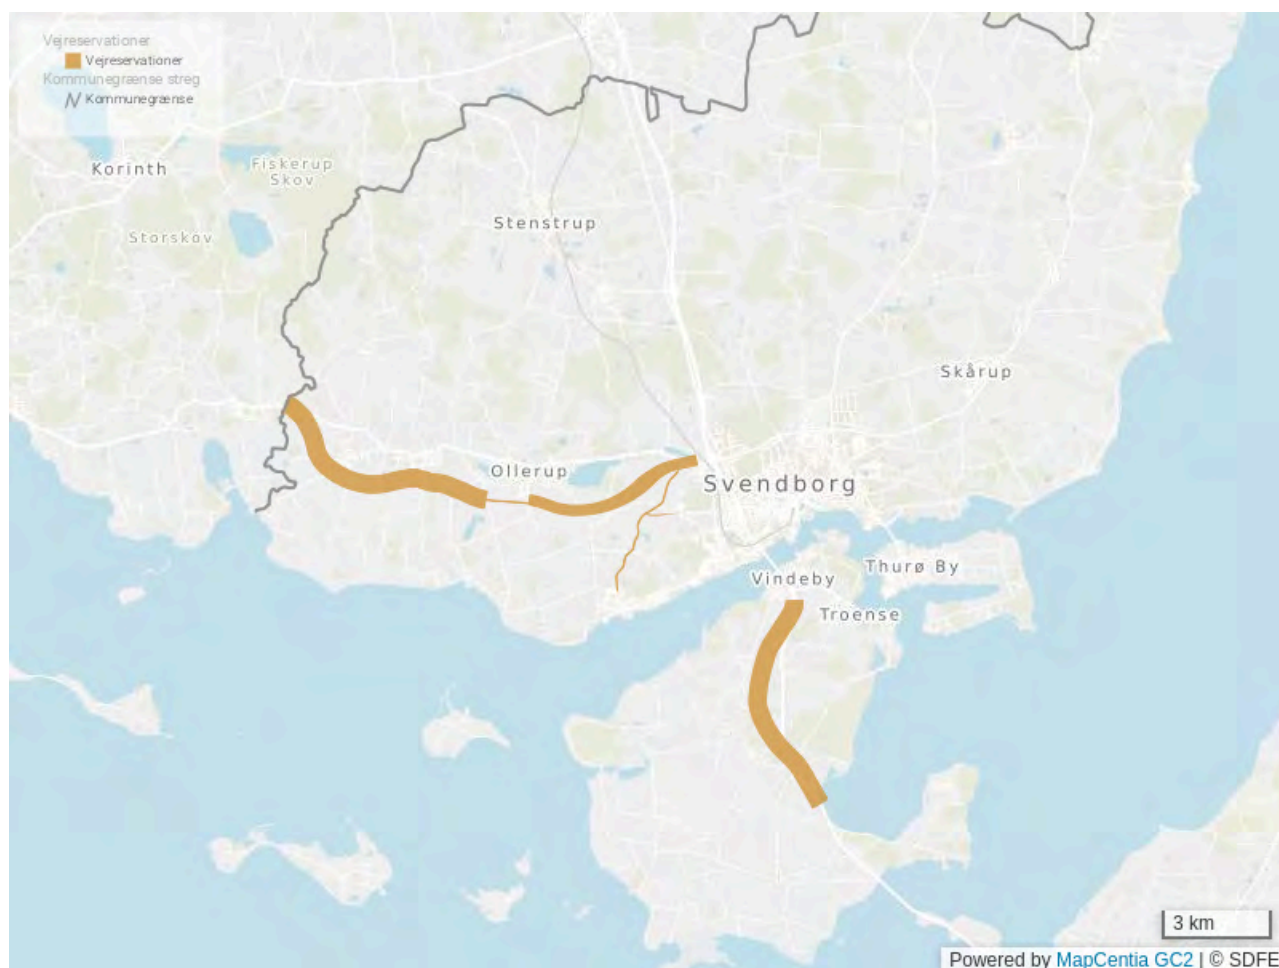 Vejreservationer
Vejreservationer
Kommunegrænse streg
Kommunegrænse
Korinth
Fiskerup
Skov
Storskov
Stenstrup
Skårup
Ollerup
Svendborg
Vindeby
Thurø By
Troense
3 km
Powered by MapCentia GC2 | © SDFE